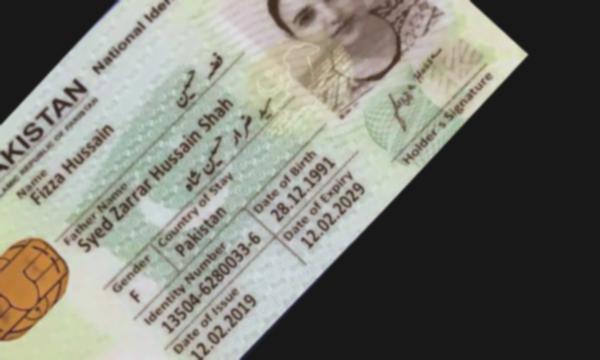 PAKISTAN National Iden
ISLAMIC REPUBLIC OF PAKISTAN
Name
Fizza Hussain
فضہ حسین
Father Name
Syed Zarrar Hussain Shah
سید ضرار حسین شاہ
Gender Country of Stay Date of Birth
F Pakistan 28.12.1991
Identity Number Date of Expiry
13504-6280033-6 12.02.2029
Date of Issue
12.02.2019
Holder's Signature